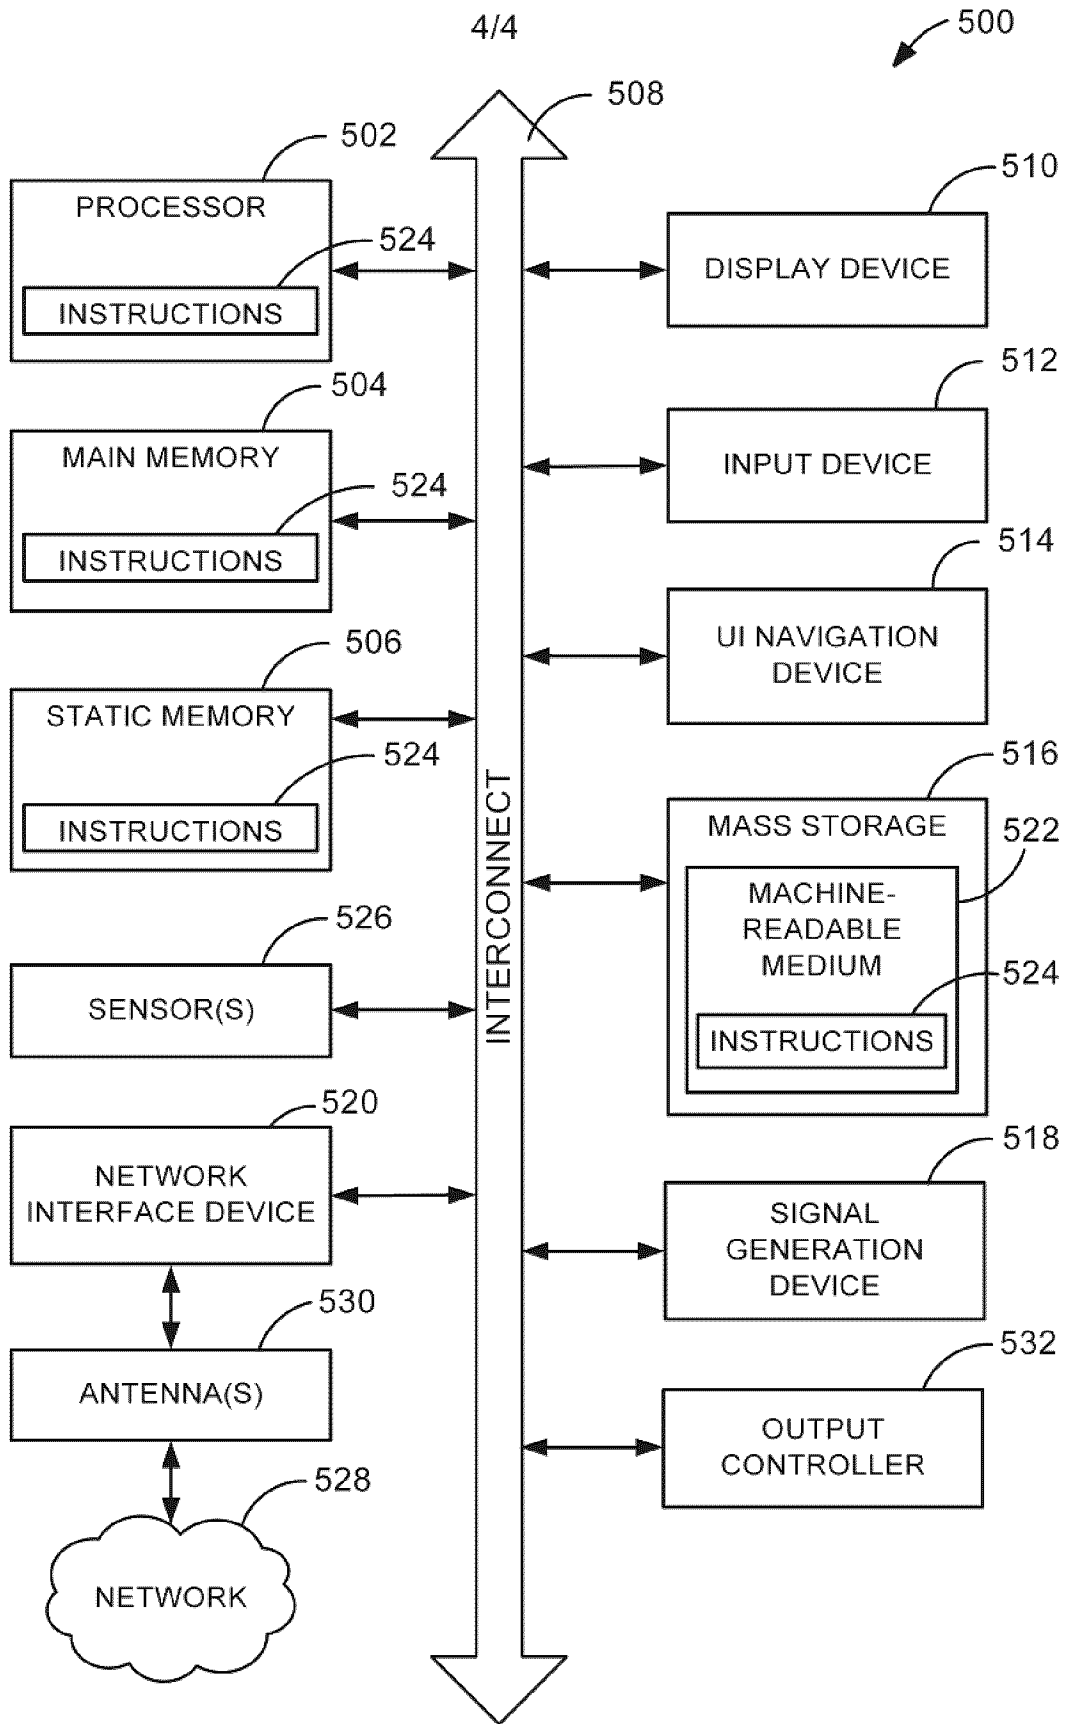 4/4
500
508
502
PROCESSOR
524
INSTRUCTIONS
504
MAIN MEMORY
524
INSTRUCTIONS
506
STATIC MEMORY
524
INSTRUCTIONS
526
SENSOR(S)
520
NETWORK
INTERFACE DEVICE
530
ANTENNA(S)
528
NETWORK
INTERCONNECT
510
DISPLAY DEVICE
512
INPUT DEVICE
514
UI NAVIGATION
DEVICE
516
MASS STORAGE
522
MACHINE-
READABLE
MEDIUM
524
INSTRUCTIONS
518
SIGNAL
GENERATION
DEVICE
532
OUTPUT
CONTROLLER